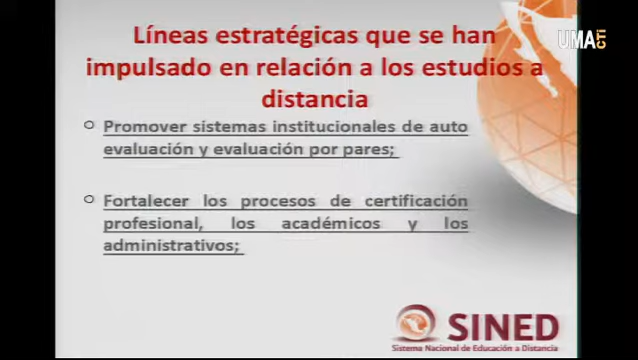 Líneas estratégicas que se han
impulsado en relación a los estudios a
distancia
UMA CTI
Promover sistemas institucionales de auto
evaluación y evaluación por pares;
Fortalecer los procesos de certificación
profesional, los académicos y los
administrativos;
SINED
Sistema Nacional de Educación a Distancia